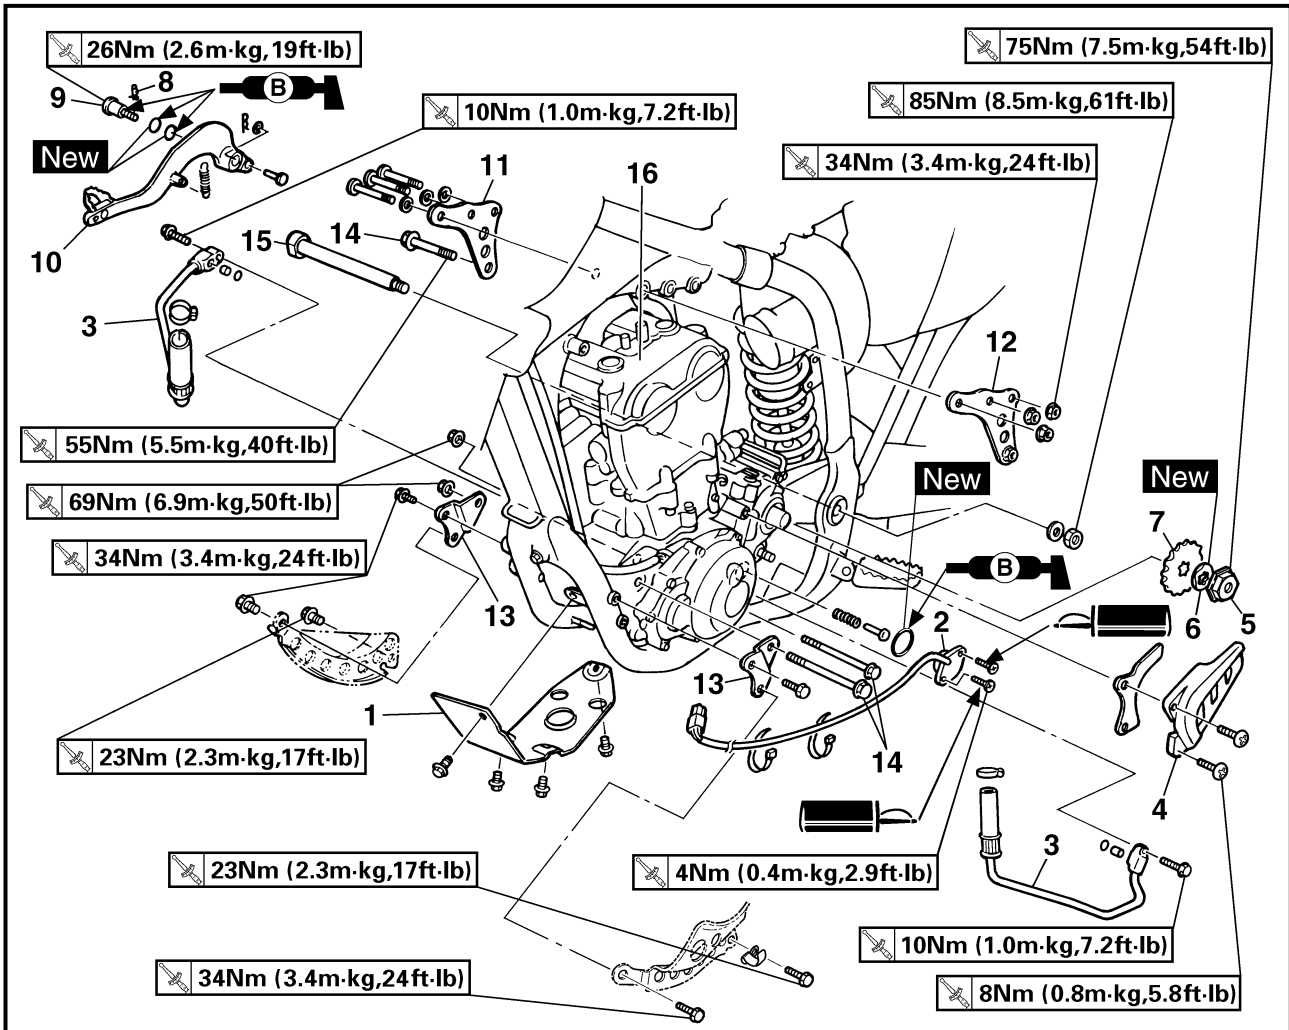 26Nm (2.6m·kg,19ft·lb)
75Nm (7.5m·kg,54ft·lb)
8
9
B
10Nm (1.0m·kg,7.2ft·lb)
85Nm (8.5m·kg,61ft·lb)
New
34Nm (3.4m·kg,24ft·lb)
11
16
10
15
14
3
12
55Nm (5.5m·kg,40ft·lb)
69Nm (6.9m·kg,50ft·lb)
New
New
7
34Nm (3.4m·kg,24ft·lb)
B
13
2
6
5
13
1
23Nm (2.3m·kg,17ft·lb)
14
4
3
23Nm (2.3m·kg,17ft·lb)
4Nm (0.4m·kg,2.9ft·lb)
10Nm (1.0m·kg,7.2ft·lb)
34Nm (3.4m·kg,24ft·lb)
8Nm (0.8m·kg,5.8ft·lb)